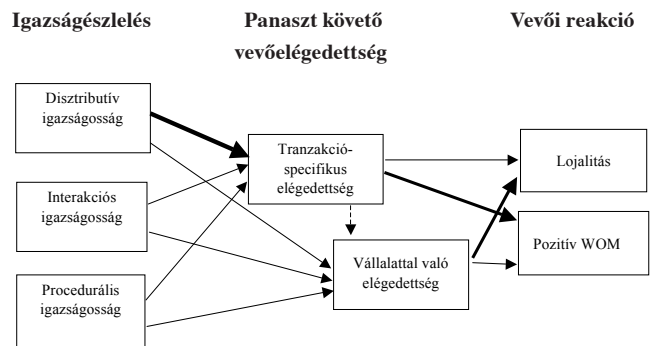 Igazságészlelés
Panaszt követő
vevőelégedettség
Vevői reakció
Disztributív
igazságosság
Interakciós
igazságosság
Procedurális
igazságosság
Tranzakció-
specifikus
elégedettség
Vállalattal való
elégedettség
Lojalitás
Pozitív WOM